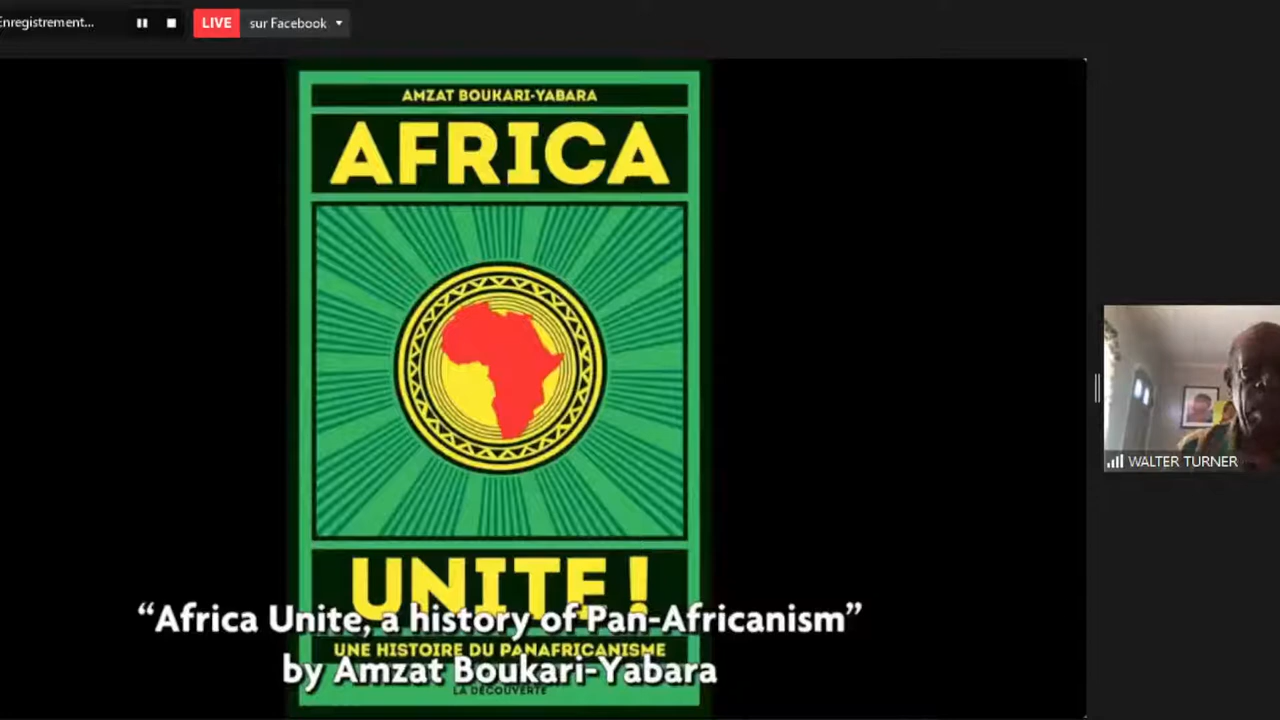 Enregistrement...
LIVE
sur Facebook
AMZAT BOUKARI-YABARA
AFRICA
UNITE !
“Africa Unite, a history of Pan-Africanism”
UNE HISTOIRE DU PANAFRICANISME
by Amzat Boukari-Yabara
LA DÉCOUVERTE
WALTER TURNER